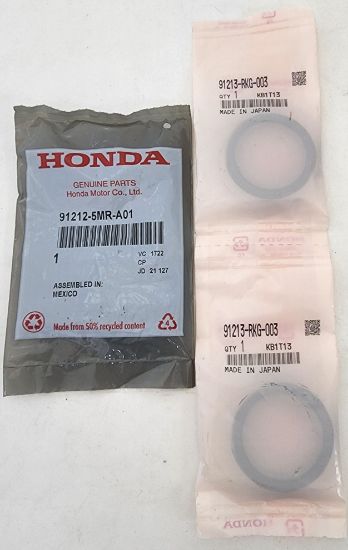 HONDA
GENUINE PARTS
Honda Motor Co., Ltd.
91212-5MR-A01
1
VC 1722
CP
JD 21 127
ASSEMBLED IN:
MEXICO
Made from 50% recycled content
4
91213-RKG-003
QTY 1 KB1T13
MADE IN JAPAN
HONDA
91213-RKG-003
QTY 1 KB1T13
MADE IN JAPAN
HONDA